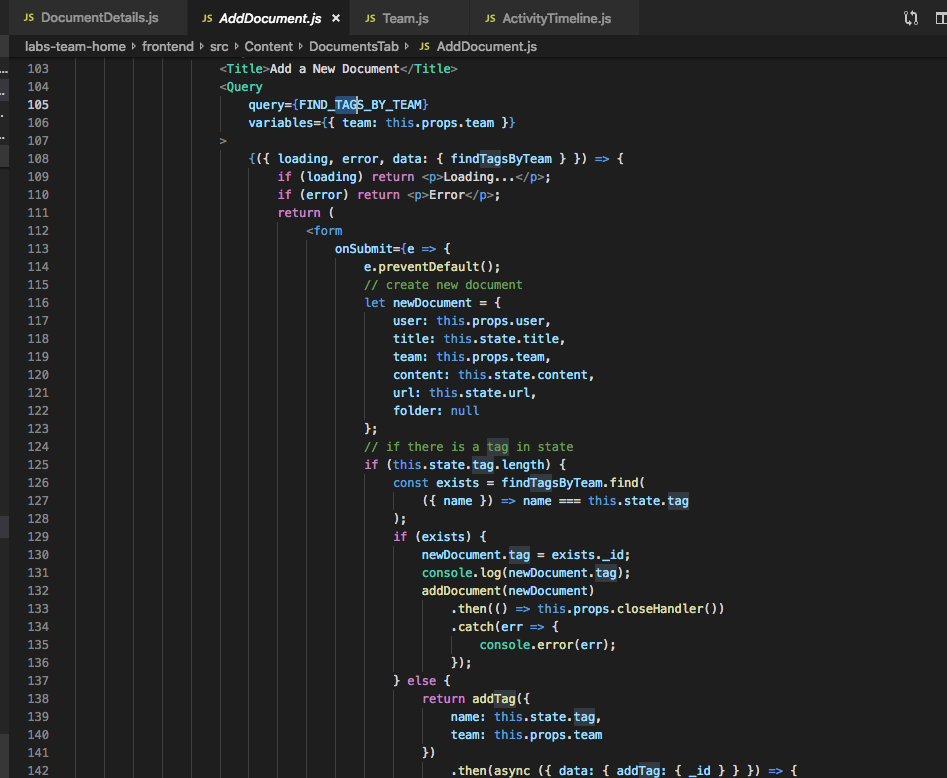 JS DocumentDetails.js JS AddDocument.js × JS Team.js JS ActivityTimeline.js
labs-team-home ▸ frontend ▸ src ▸ Content ▸ DocumentsTab ▸ JS AddDocument.js
103 <Title>Add a New Document</Title>
104 <Query
105 query={FIND_TAGS_BY_TEAM}
106 variables={{ team: this.props.team }}
107 >
108 {({ loading, error, data: { findTagsByTeam } }) => {
109 if (loading) return <p>Loading...</p>;
110 if (error) return <p>Error</p>;
111 return (
112 <form
113 onSubmit={e => {
114 e.preventDefault();
115 // create new document
116 let newDocument = {
117 user: this.props.user,
118 title: this.state.title,
119 team: this.props.team,
120 content: this.state.content,
121 url: this.state.url,
122 folder: null
123 };
124 // if there is a tag in state
125 if (this.state.tag.length) {
126 const exists = findTagsByTeam.find(
127 ({ name }) => name === this.state.tag
128 );
129 if (exists) {
130 newDocument.tag = exists._id;
131 console.log(newDocument.tag);
132 addDocument(newDocument)
133 .then(() => this.props.closeHandler())
134 .catch(err => {
135 console.error(err);
136 });
137 } else {
138 return addTag({
139 name: this.state.tag,
140 team: this.props.team
141 })
142 .then(async ({ data: { addTag: { _id } } }) => {